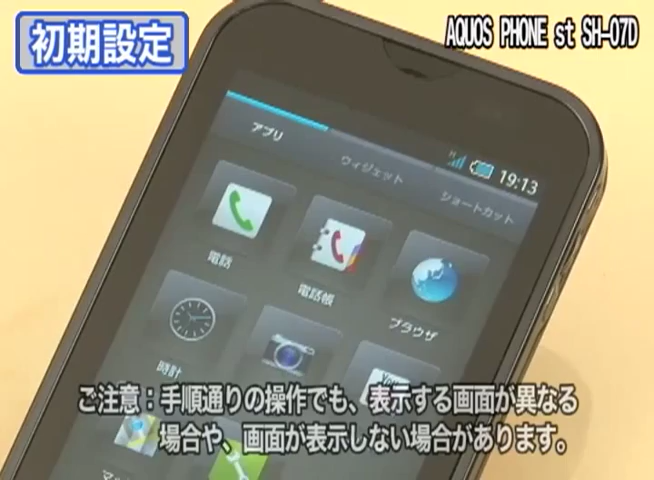 初期設定
AQUOS PHONE st SH-07D
19:13
アプリ
ウィジェット
ショートカット
電話
電話帳
ブラウザ
時計
You
ご注意：手順通りの操作でも、表示する画面が異なる
場合や、画面が表示しない場合があります。